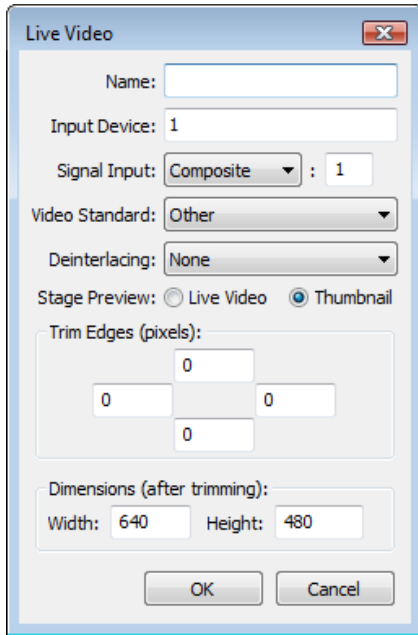 Live Video
Name:
Input Device: 1
Signal Input: Composite : 1
Video Standard: Other
Deinterlacing: None
Stage Preview: Live Video Thumbnail
Trim Edges (pixels):
0
0 0
0
Dimensions (after trimming):
Width: 640 Height: 480
OK Cancel